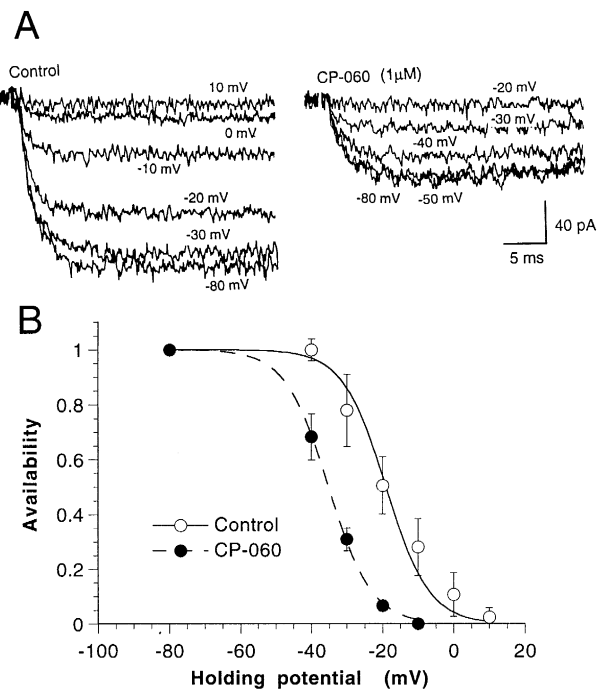 A
Control
10 mV
0 mV
-10 mV
-20 mV
-30 mV
-80 mV
CP-060 (1μM)
-20 mV
-30 mV
-40 mV
-80 mV -50 mV
40 pA
5 ms
B
Availability
1
0.8
0.6
0.4
0.2
0
Control
CP-060
-100 -80 -60 -40 -20 0 20
Holding potential (mV)